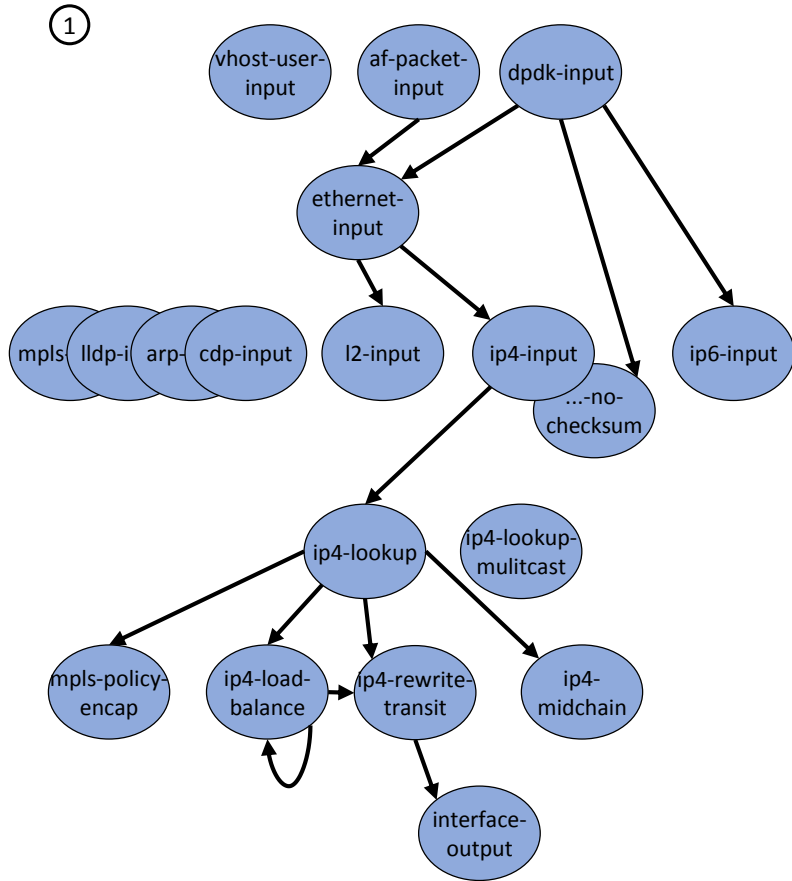 1
vhost-user-
input
af-packet-
input
dpdk-input
ethernet-
input
mpls-
lldp-i
arp-
cdp-input
l2-input
ip4-input
...-no-
checksum
ip6-input
ip4-lookup
ip4-lookup-
mulitcast
mpls-policy-
encap
ip4-load-
balance
ip4-rewrite-
transit
ip4-
midchain
interface-
output